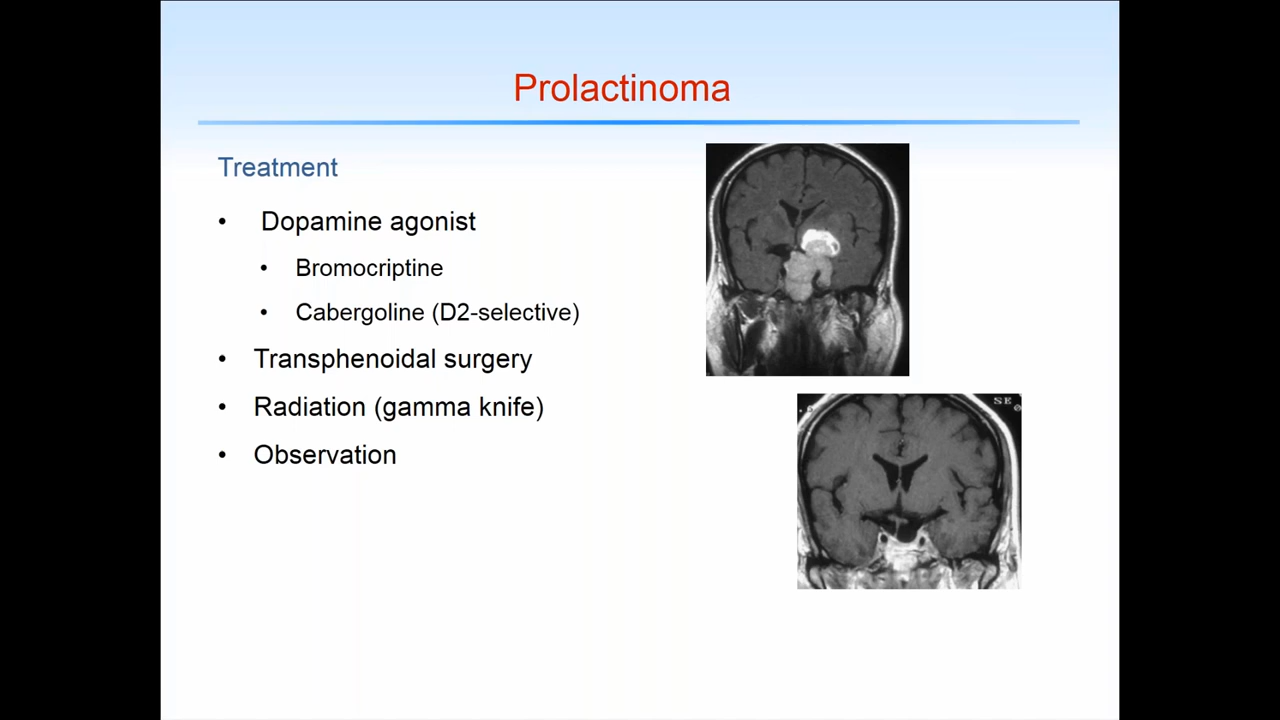 Prolactinoma
Treatment
• Dopamine agonist
• Bromocriptine
• Cabergoline (D2-selective)
• Transphenoidal surgery
• Radiation (gamma knife)
• Observation
SE